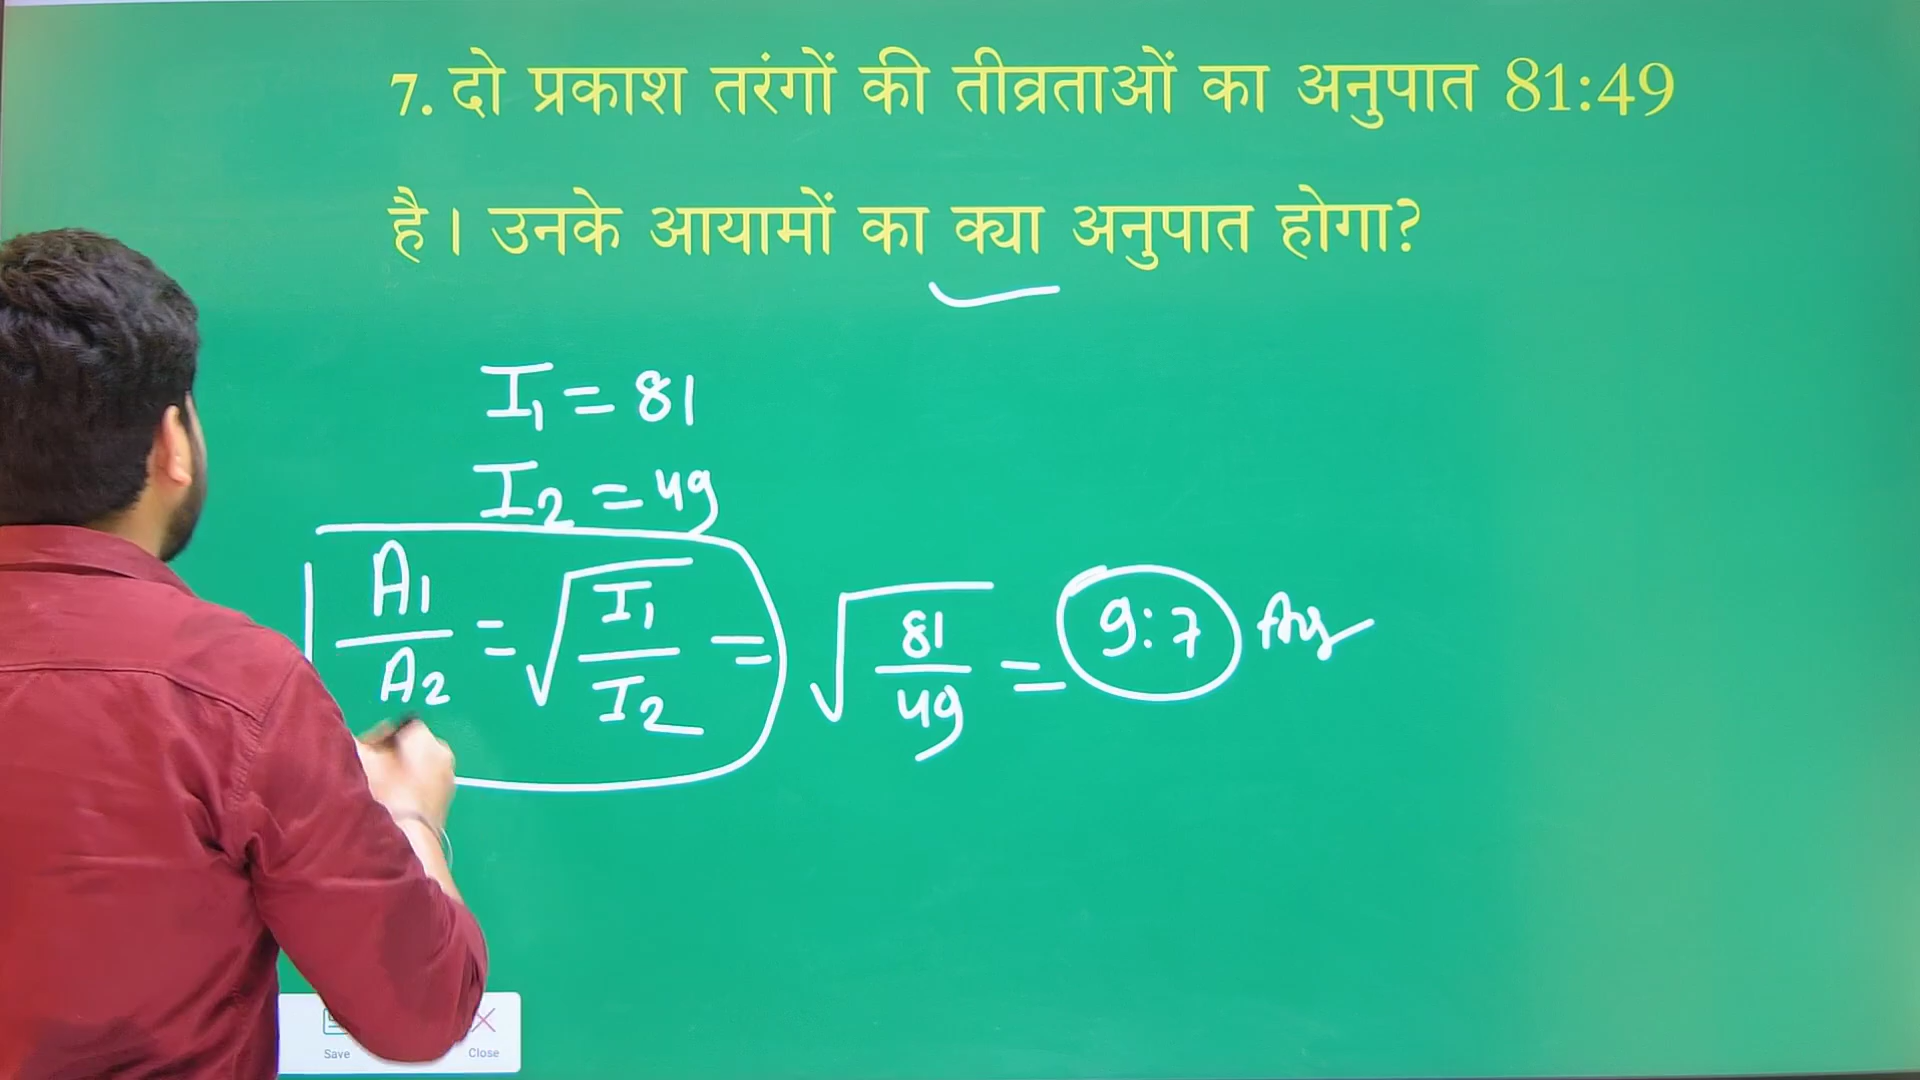 7. दो प्रकाश तरंगों की तीव्रताओं का अनुपात 81:49
है। उनके आयामों का क्या अनुपात होगा?
I₁ = 81
I₂ = 49
A₁/A₂ = √(I₁/I₂) = √(81/49) = 9:7 Ans
Save Close